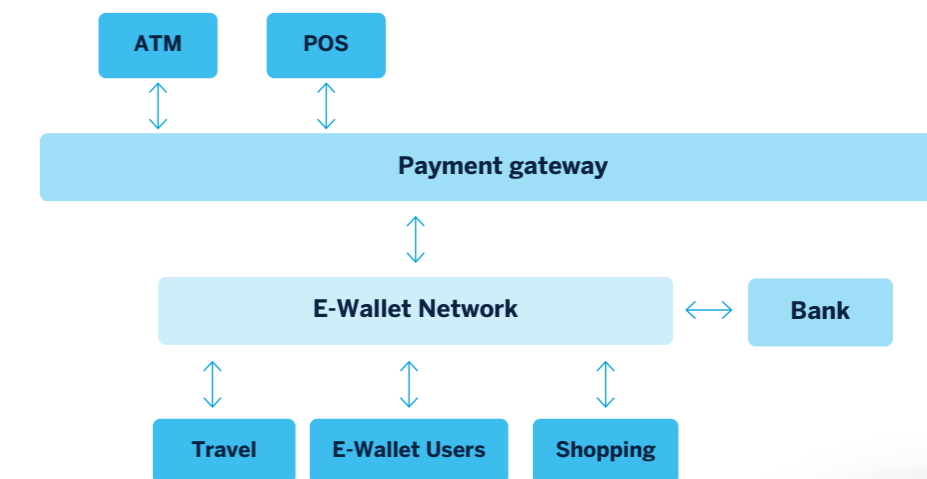 ATM
POS
Payment gateway
E-Wallet Network
Bank
Travel
E-Wallet Users
Shopping